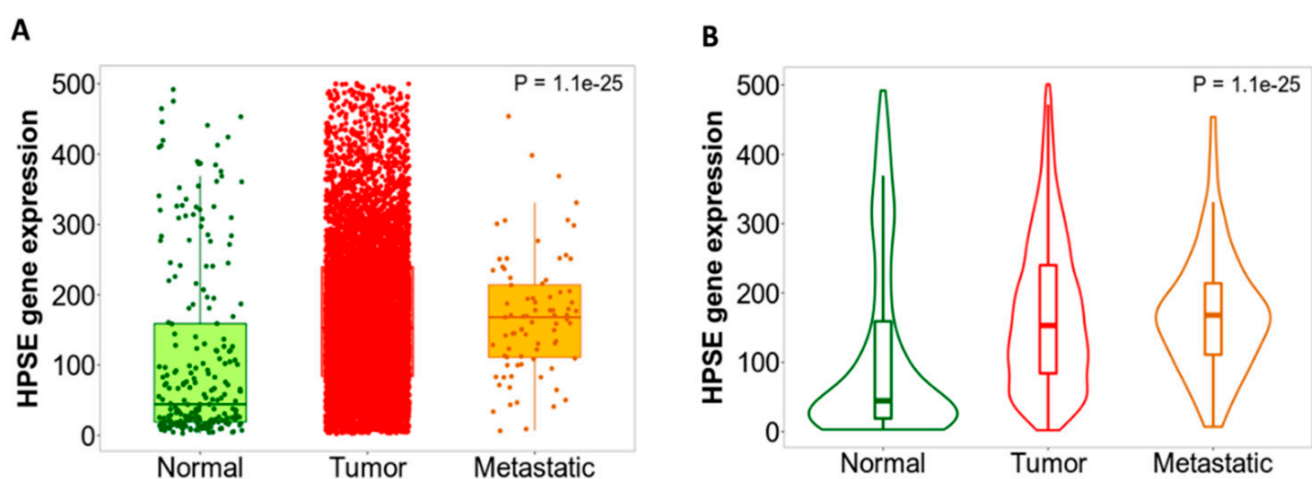 A
HPSE gene expression
500
400
300
200
100
0
P = 1.1e-25
Normal
Tumor
Metastatic
B
HPSE gene expression
500
400
300
200
100
0
P = 1.1e-25
Normal
Tumor
Metastatic